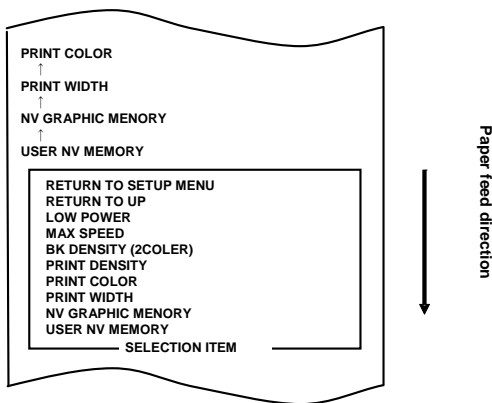 PRINT COLOR
↑
PRINT WIDTH
↑
NV GRAPHIC MENORY
↑
USER NV MEMORY
RETURN TO SETUP MENU
RETURN TO UP
LOW POWER
MAX SPEED
BK DENSITY (2COLER)
PRINT DENSITY
PRINT COLOR
PRINT WIDTH
NV GRAPHIC MENORY
USER NV MEMORY
SELECTION ITEM
Paper feed direction